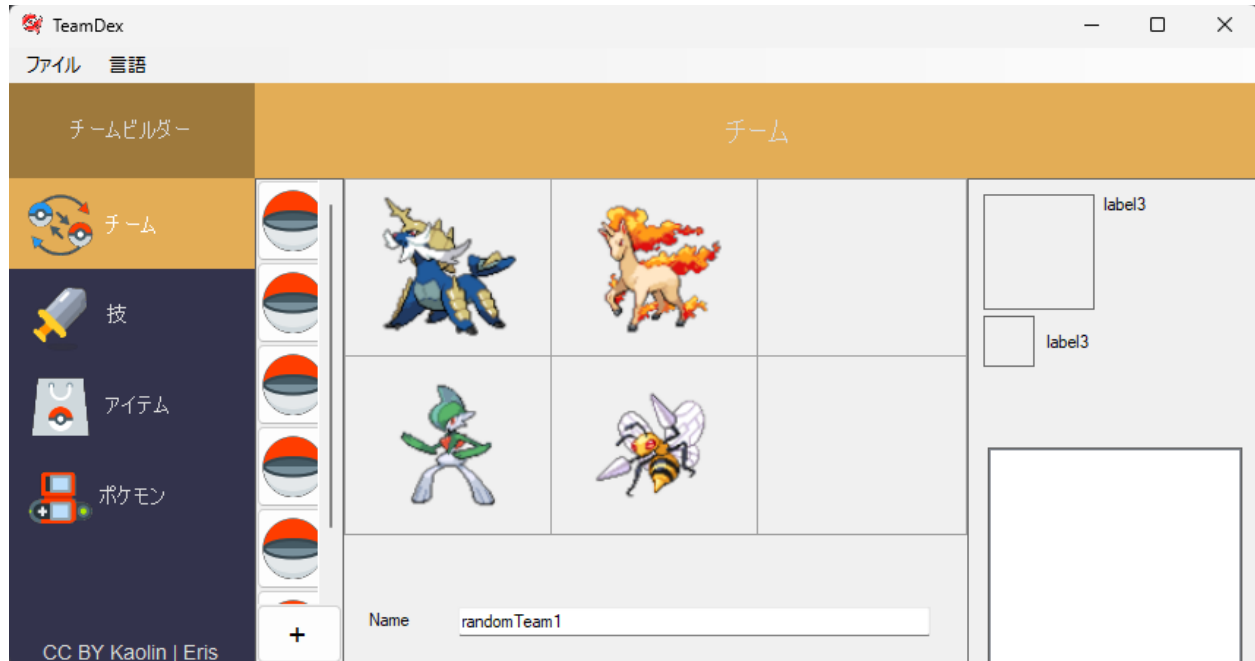 TeamDex
ファイル 言語
チームビルダー
チーム
チーム
技
アイテム
ポケモン
CC BY Kaolin | Eris
+
Name
randomTeam1
label3
label3